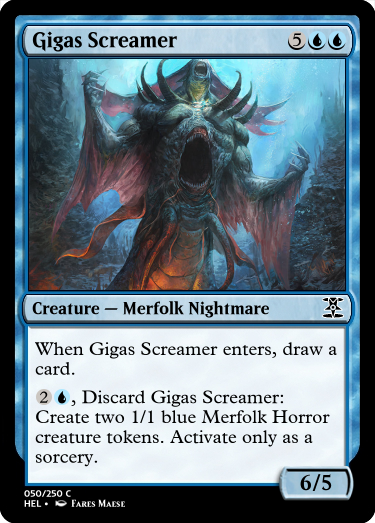 Gigas Screamer 5
Creature — Merfolk Nightmare
When Gigas Screamer enters, draw a
card.
2, Discard Gigas Screamer:
Create two 1/1 blue Merfolk Horror
creature tokens. Activate only as a
sorcery.
6/5
050/250 C
HEL • Fares Maese